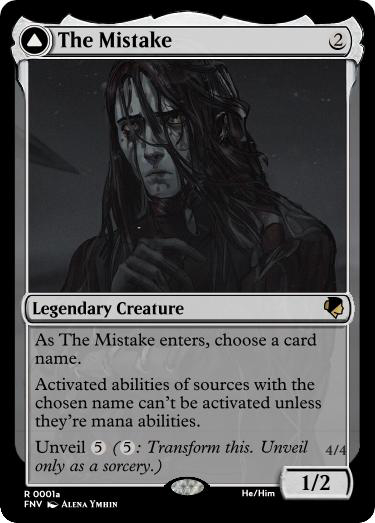 The Mistake 2
Legendary Creature
As The Mistake enters, choose a card
name.
Activated abilities of sources with the
chosen name can't be activated unless
they're mana abilities.
Unveil 5 (5: Transform this. Unveil
only as a sorcery.)
4/4
1/2
R 0001a
FNV Alena Ymhin
He/Him